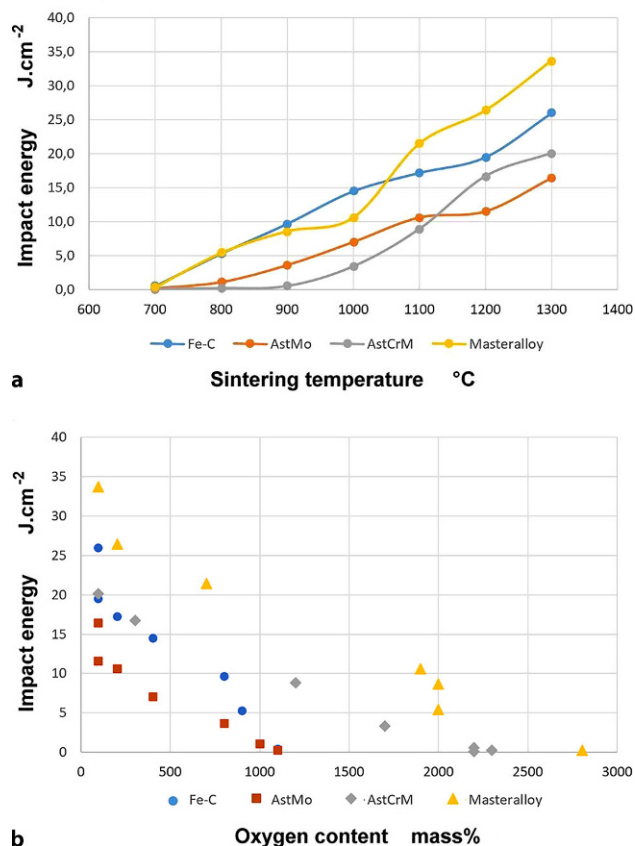 Impact energy J.cm-2
40,0
35,0
30,0
25,0
20,0
15,0
10,0
5,0
0,0
600 700 800 900 1000 1100 1200 1300 1400
Fe-C AstMo AstCrM Masteralloy
a Sintering temperature °C
Impact energy J.cm-2
40
35
30
25
20
15
10
5
0
0 500 1000 1500 2000 2500 3000
Fe-C AstMo AstCrM Masteralloy
b Oxygen content mass%